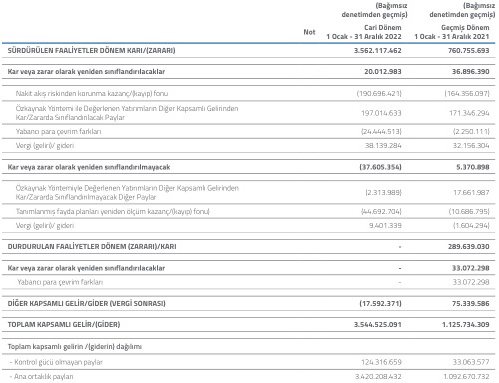 (Bağımsız (Bağımsız
denetimden geçmiş) denetimden geçmiş)
Cari Dönem Geçmiş Dönem
Not 1 Ocak - 31 Aralık 2022 1 Ocak - 31 Aralık 2021
SÜRDÜRÜLEN FAALİYETLER DÖNEM KARI/(ZARARI) 3.562.117.462 760.755.693
Kar veya zarar olarak yeniden sınıflandırılacaklar 20.012.983 36.896.390
Nakit akış riskinden korunma kazanç/(kayıp) fonu (190.696.421) (164.356.097)
Özkaynak Yöntemi ile Değerlenen Yatırımların Diğer Kapsamlı Gelirinden
Kar/Zararda Sınıflandırılacak Paylar 197.014.633 171.346.294
Yabancı para çevrim farkları (24.444.513) (2.250.111)
Vergi (geliri)/ gideri 38.139.284 32.156.304
Kar veya zarar olarak yeniden sınıflandırılmayacak (37.605.354) 5.370.898
Özkaynak Yöntemiyle Değerlenen Yatırımların Diğer Kapsamlı Gelirinden
Kar/Zararda Sınıflandırılmayacak Diğer Paylar (2.313.989) 17.661.987
Tanımlanmış fayda planları yeniden ölçüm kazanç/(kayıp) fonu) (44.692.704) (10.686.795)
Vergi (geliri)/ gideri 9.401.339 (1.604.294)
DURDURULAN FAALİYETLER DÖNEM (ZARARI)/KARI - 289.639.030
Kar veya zarar olarak yeniden sınıflandırılacaklar - 33.072.298
Yabancı para çevrim farkları - 33.072.298
DİĞER KAPSAMLI GELİR/GİDER (VERGİ SONRASI) (17.592.371) 75.339.586
TOPLAM KAPSAMLI GELİR/(GİDER) 3.544.525.091 1.125.734.309
Toplam kapsamlı gelirin /(giderin) dağılımı
- Kontrol gücü olmayan paylar 124.316.659 33.063.577
- Ana ortaklık payları 3.420.208.432 1.092.670.732